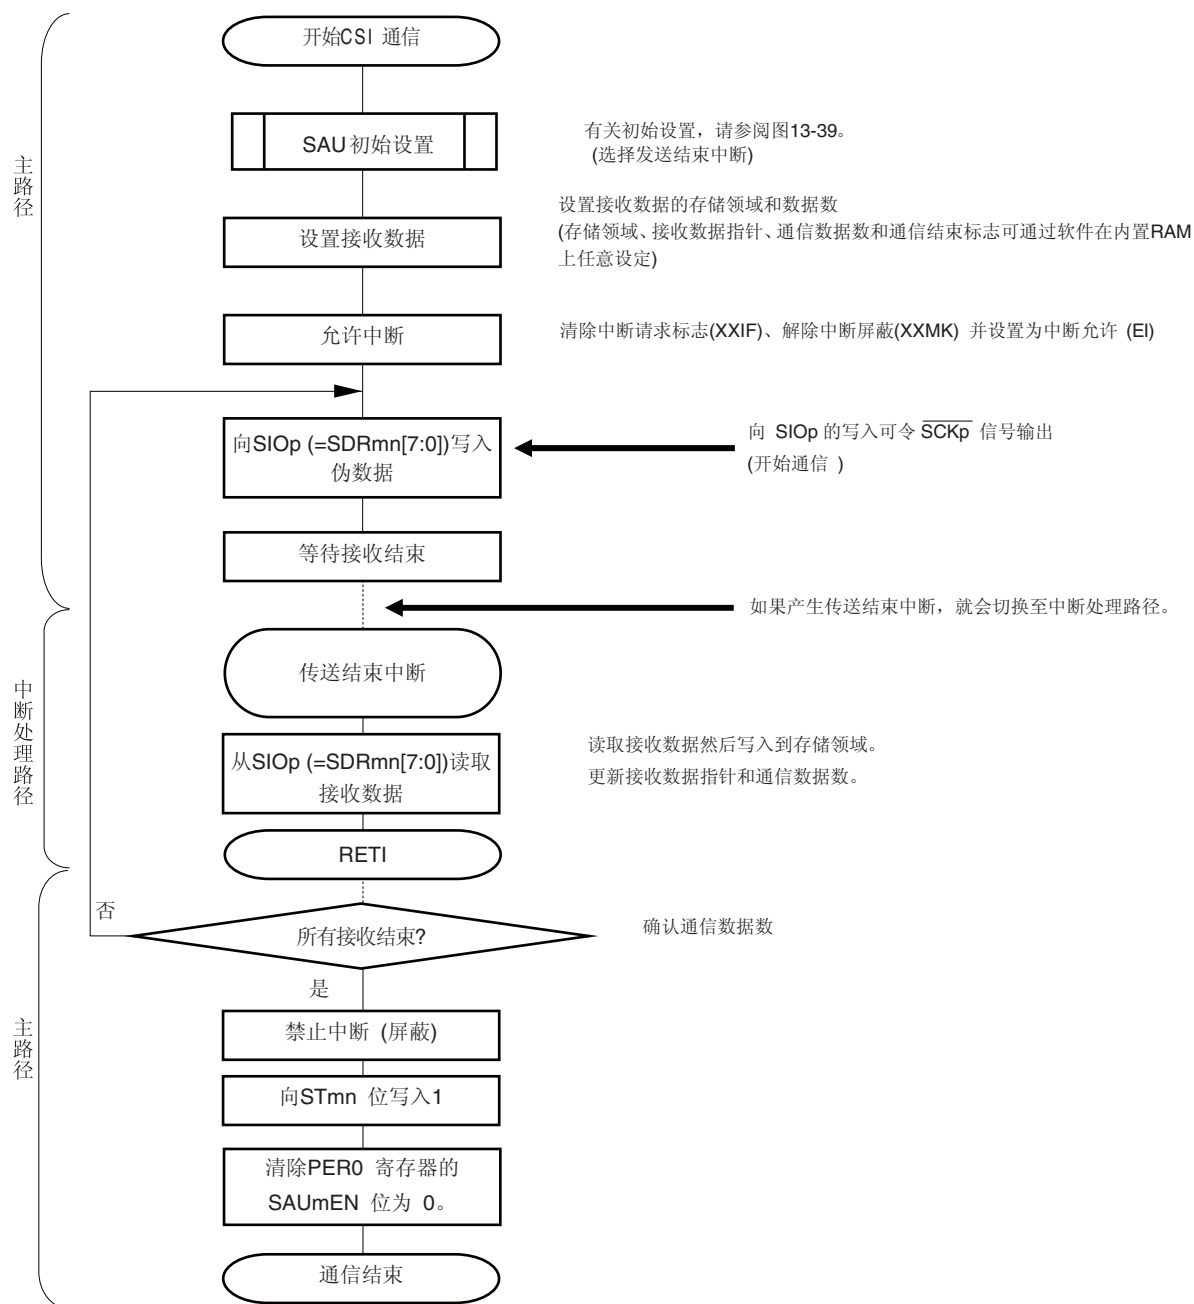 开始CSI 通信
SAU初始设置
有关初始设置，请参阅图13-39。
(选择发送结束中断)
主路径
设置接收数据的存储领域和数据数
设置接收数据
(存储领域、接收数据指针、通信数据数和通信结束标志可通过软件在内置RAM
上任意设定)
允许中断
清除中断请求标志(XXIF)、解除中断屏蔽(XXMK) 并设置为中断允许 (EI)
向SIOp (=SDRmn[7:0])写入
伪数据
向 SIOp 的写入可令 SCKp 信号输出
(开始通信 )
等待接收结束
如果产生传送结束中断，就会切换至中断处理路径。
传送结束中断
中断处理路径
从SIOp (=SDRmn[7:0])读取
接收数据
读取接收数据然后写入到存储领域。
更新接收数据指针和通信数据数。
RETI
否
所有接收结束?
确认通信数据数
是
主路径
禁止中断 (屏蔽)
向STmn 位写入1
清除PER0 寄存器的
SAUmEN 位为 0。
通信结束